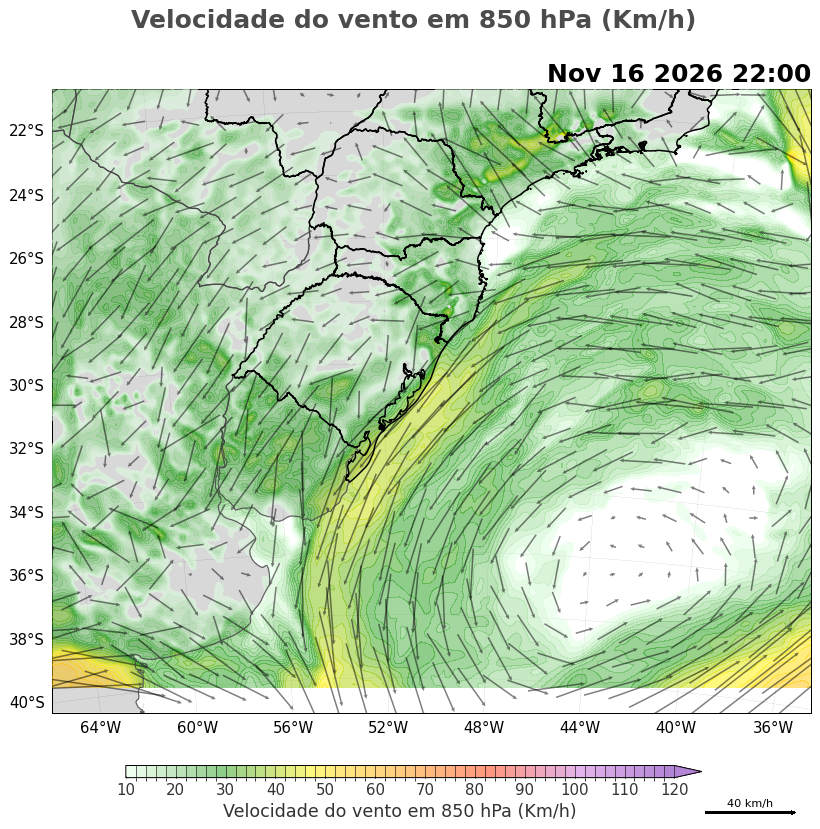 Velocidade do vento em 850 hPa (Km/h)
Nov 16 2026 22:00
22°S
24°S
26°S
28°S
30°S
32°S
34°S
36°S
38°S
40°S
64°W 60°W 56°W 52°W 48°W 44°W 40°W 36°W
10 20 30 40 50 60 70 80 90 100 110 120
Velocidade do vento em 850 hPa (Km/h)
40 km/h